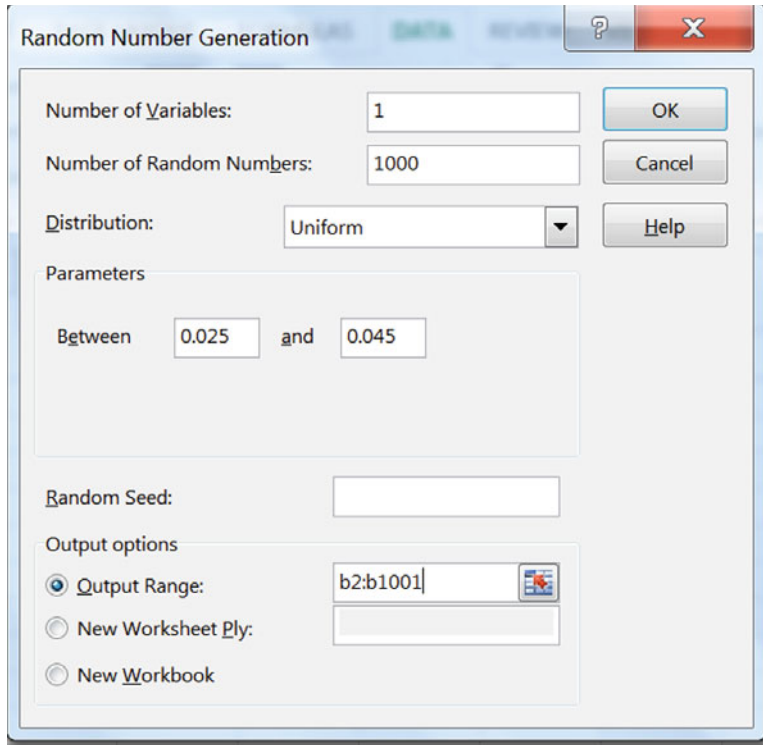 Random Number Generation
DATA
? X
Number of Variables: 1 OK
Number of Random Numbers: 1000 Cancel
Distribution: Uniform Help
Parameters
Between 0.025 and 0.045
Random Seed:
Output options
Output Range: b2:b1001
New Worksheet Ply:
New Workbook